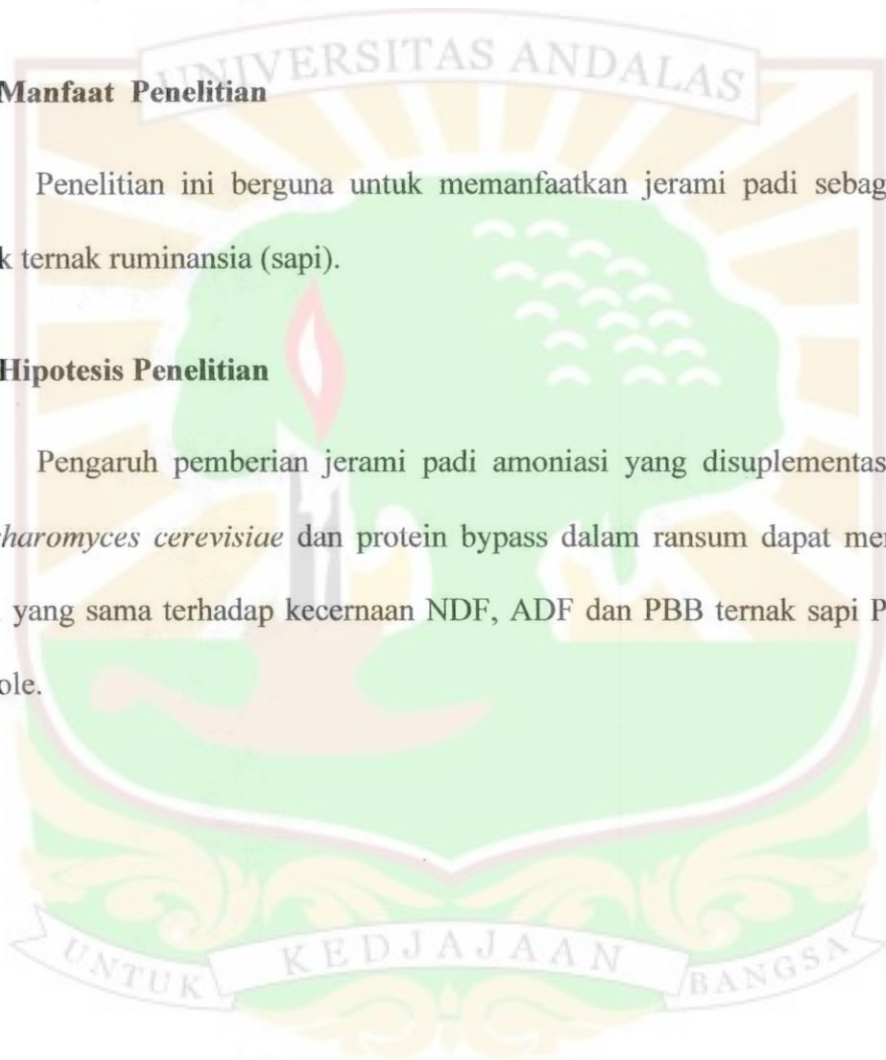 UNIVERSITAS ANDALAS
Manfaat Penelitian
Penelitian ini berguna untuk memanfaatkan jerami padi sebag
k ternak ruminansia (sapi).
Hipotesis Penelitian
Pengaruh pemberian jerami padi amoniasi yang disuplementas
haromyces cerevisiae dan protein bypass dalam ransum dapat mer
yang sama terhadap kecernaan NDF, ADF dan PBB ternak sapi P
ole.
UNTUK KEDJAJAAN BANGSA